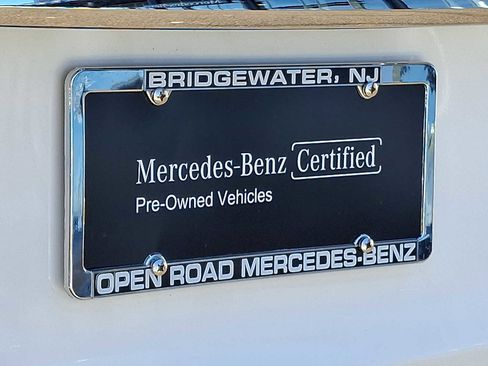 BRIDGEWATER, NJ
Mercedes-Benz Certified
Pre-Owned Vehicles
OPEN ROAD MERCEDES-BENZ